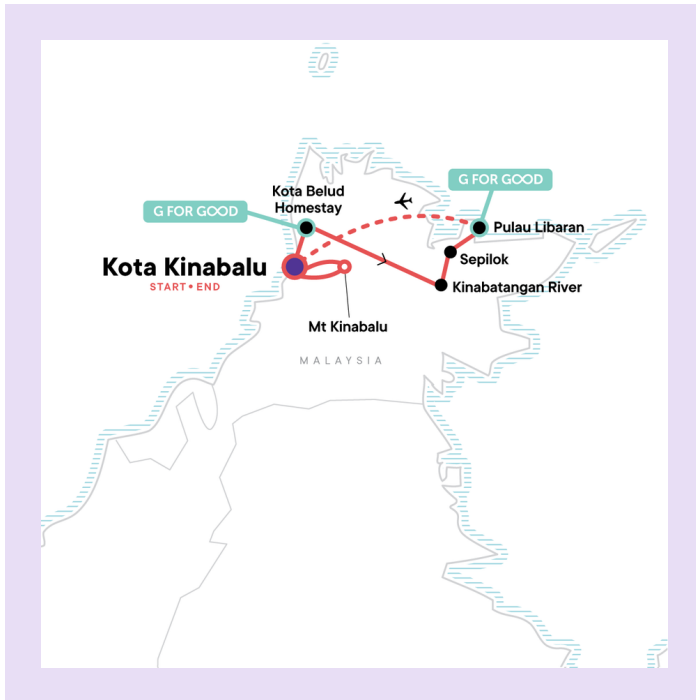 G FOR GOOD
Kota Belud
Homestay
G FOR GOOD
Pulau Libaran
Kota Kinabalu
START • END
Sepilok
Kinabatangan River
Mt Kinabalu
MALAYSIA